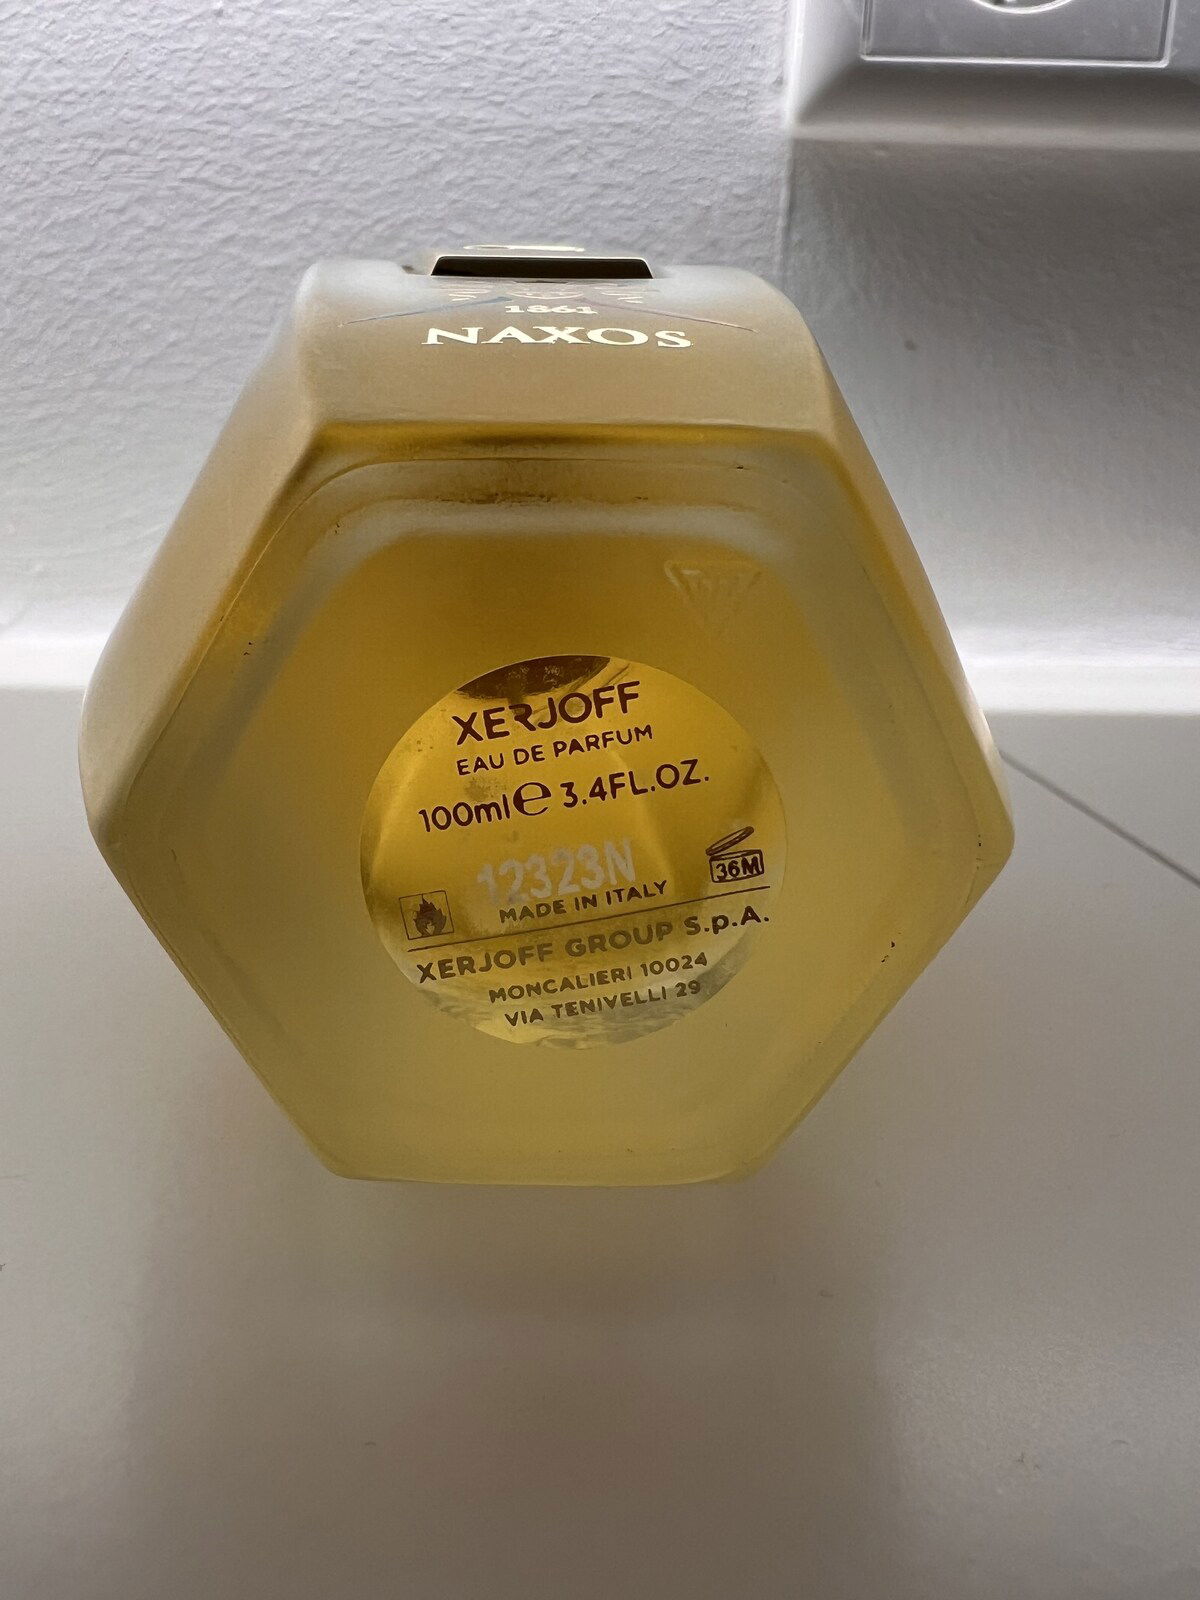 1861
NAXOS
XERJOFF
EAU DE PARFUM
100ml℮ 3.4FL.OZ.
12323N
36M
MADE IN ITALY
XERJOFF GROUP S.p.A.
MONCALIERI 10024
VIA TENIVELLI 29